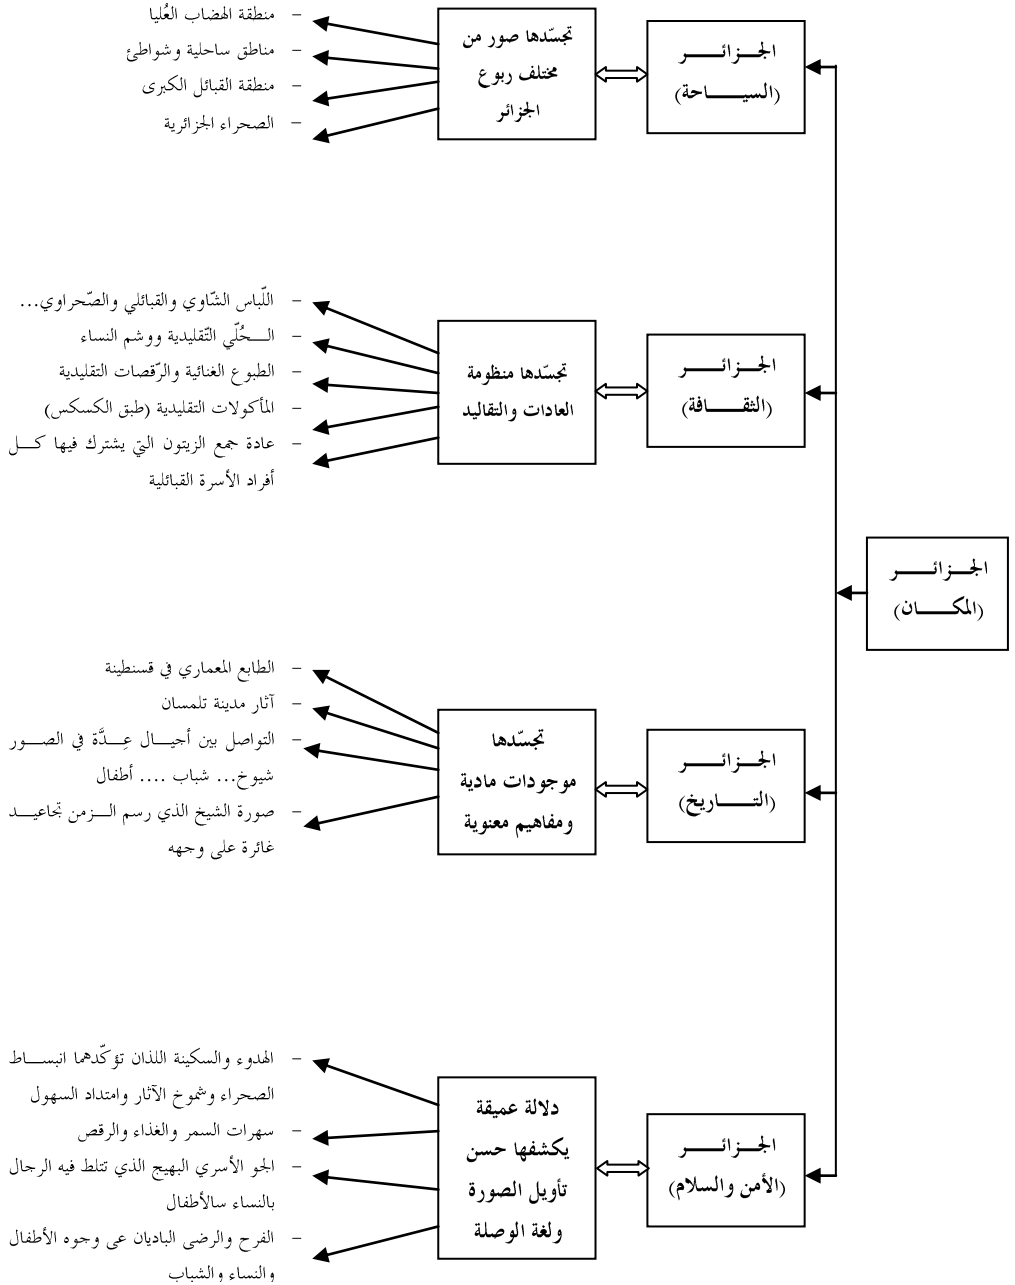 الجزائر
(المكان)
الجزائر
(السياحة)
تجسّدها صور من
مختلف ربوع
الجزائر
– منطقة الهضاب العُليا
– مناطق ساحلية وشواطئ
– منطقة القبائل الكبرى
– الصحراء الجزائرية
الجزائر
(الثقافة)
تجسّدها منظومة
العادات والتقاليد
– اللّباس الشّاوي والقبائلي والصّحراوي...
– الحُلّي التّقليدية ووشم النساء
– الطبوع الغنائية والرّقصات التقليدية
– المأكولات التقليدية (طبق الكسكس)
– عادة جمع الزيتون التي يشترك فيها كل
أفراد الأسرة القبائلية
الجزائر
(التاريخ)
تجسّدها
موجودات مادية
ومفاهيم معنوية
– الطابع المعماري في قسنطينة
– آثار مدينة تلمسان
– التواصل بين أجيال عِدَّة في الصور
شيوخ... شباب .... أطفال
– صورة الشيخ الذي رسم الزمن تجاعيد
غائرة على وجهه
الجزائر
(الأمن والسلام)
دلالة عميقة
يكشفها حسن
تأويل الصورة
ولغة الوصلة
– الهدوء والسكينة اللذان تؤكّدهما انبساط
الصحراء وشموخ الآثار وامتداد السهول
– سهرات السمر والغذاء والرقص
– الجو الأسري البهيج الذي تتلط فيه الرجال
بالنساء سالأطفال
– الفرح والرضى الباديان عى وجوه الأطفال
والنساء والشباب